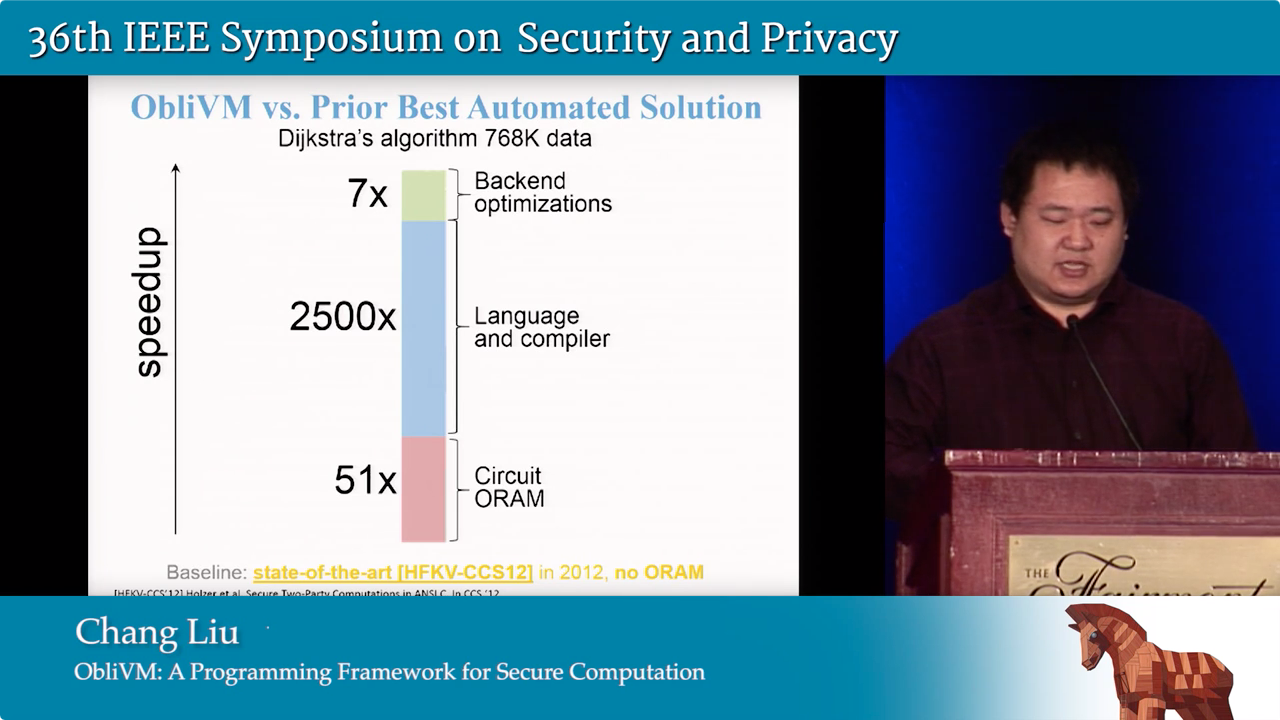 36th IEEE Symposium on Security and Privacy
ObliVM vs. Prior Best Automated Solution
Dijkstra's algorithm 768K data
speedup
7x
Backend
optimizations
2500x
Language
and compiler
51x
Circuit
ORAM
Baseline: state-of-the-art [HFKV-CCS12] in 2012, no ORAM
[HFKV-CCS'12] Holzer et al. Secure Two-Party Computations in ANSI C. In CCS '12
THE
Fairmont
Chang Liu
ObliVM: A Programming Framework for Secure Computation